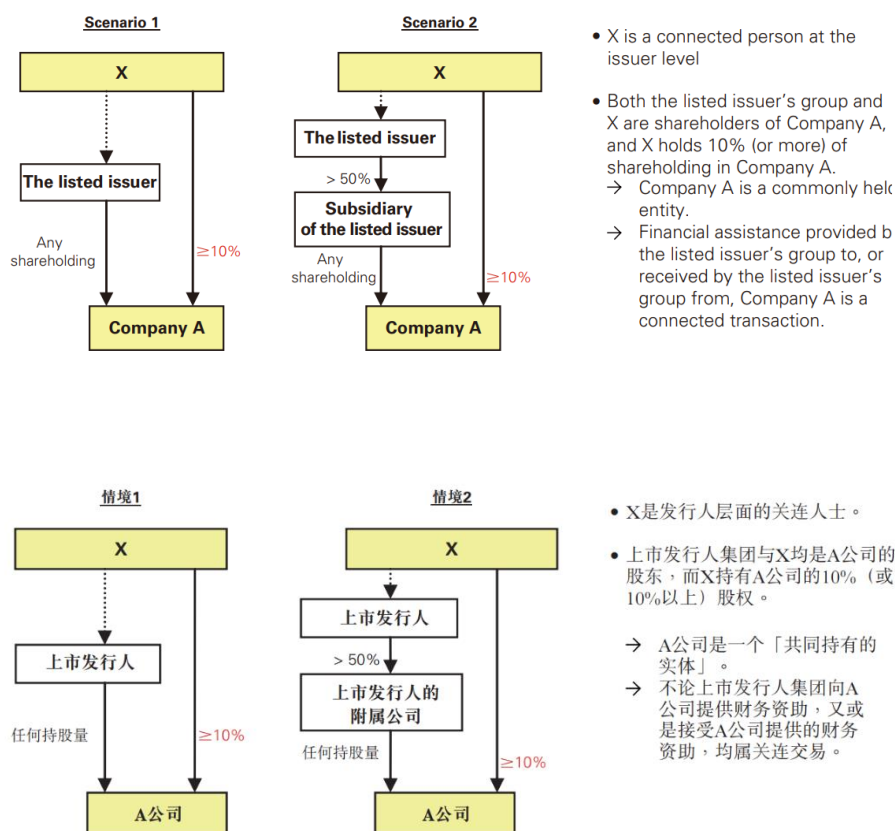 Scenario 1
X
The listed issuer
Any
shareholding
≥10%
Company A
Scenario 2
X
The listed issuer
> 50%
Subsidiary
of the listed issuer
Any
shareholding
≥10%
Company A
• X is a connected person at the
issuer level
• Both the listed issuer’s group and
X are shareholders of Company A,
and X holds 10% (or more) of
shareholding in Company A.
→ Company A is a commonly hel
entity.
→ Financial assistance provided b
the listed issuer’s group to, or
received by the listed issuer’s
group from, Company A is a
connected transaction.
情境1
X
上市发行人
任何持股量
≥10%
A公司
情境2
X
上市发行人
> 50%
上市发行人的
附属公司
任何持股量
≥10%
A公司
• X是发行人层面的关连人士。
• 上市发行人集团与X均是A公司的
股东，而X持有A公司的10%（或
10%以上）股权。
→ A公司是一个「共同持有的
实体」。
→ 不论上市发行人集团向A
公司提供财务资助，又或
是接受A公司提供的财务
资助，均属关连交易。